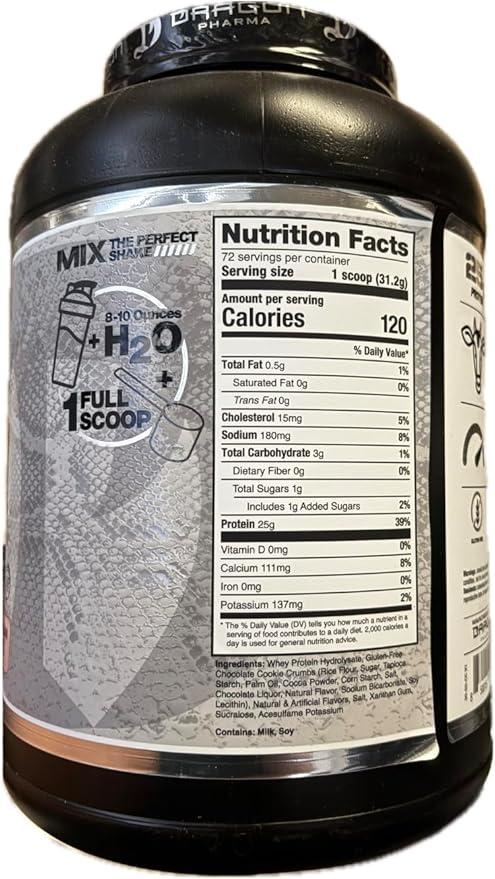 DRAGON
PHARMA
MIX THE PERFECT
SHAKE
8-10 Ounces
+H2O
+
1 FULL
SCOOP
Nutrition Facts
72 servings per container
Serving size 1 scoop (31.2g)
Amount per serving
Calories 120
% Daily Value*
Total Fat 0.5g 1%
Saturated Fat 0g 0%
Trans Fat 0g
Cholesterol 15mg 5%
Sodium 180mg 8%
Total Carbohydrate 3g 1%
Dietary Fiber 0g 0%
Total Sugars 1g
Includes 1g Added Sugars 2%
Protein 25g 39%
Vitamin D 0mg 0%
Calcium 111mg 8%
Iron 0mg 0%
Potassium 137mg 2%
* The % Daily Value (DV) tells you how much a nutrient in a
serving of food contributes to a daily diet. 2,000 calories a
day is used for general nutrition advice.
Ingredients: Whey Protein Hydrolysate, Gluten-Free
Chocolate Cookie Crumbs (Rice Flour, Sugar, Tapioca
Starch, Palm Oil, Cocoa Powder, Corn Starch, Salt,
Chocolate Liquor, Natural Flavor, Sodium Bicarbonate, Soy
Lecithin), Natural & Artificial Flavors, Salt, Xanthan Gum,
Sucralose, Acesulfame Potassium
Contains: Milk, Soy